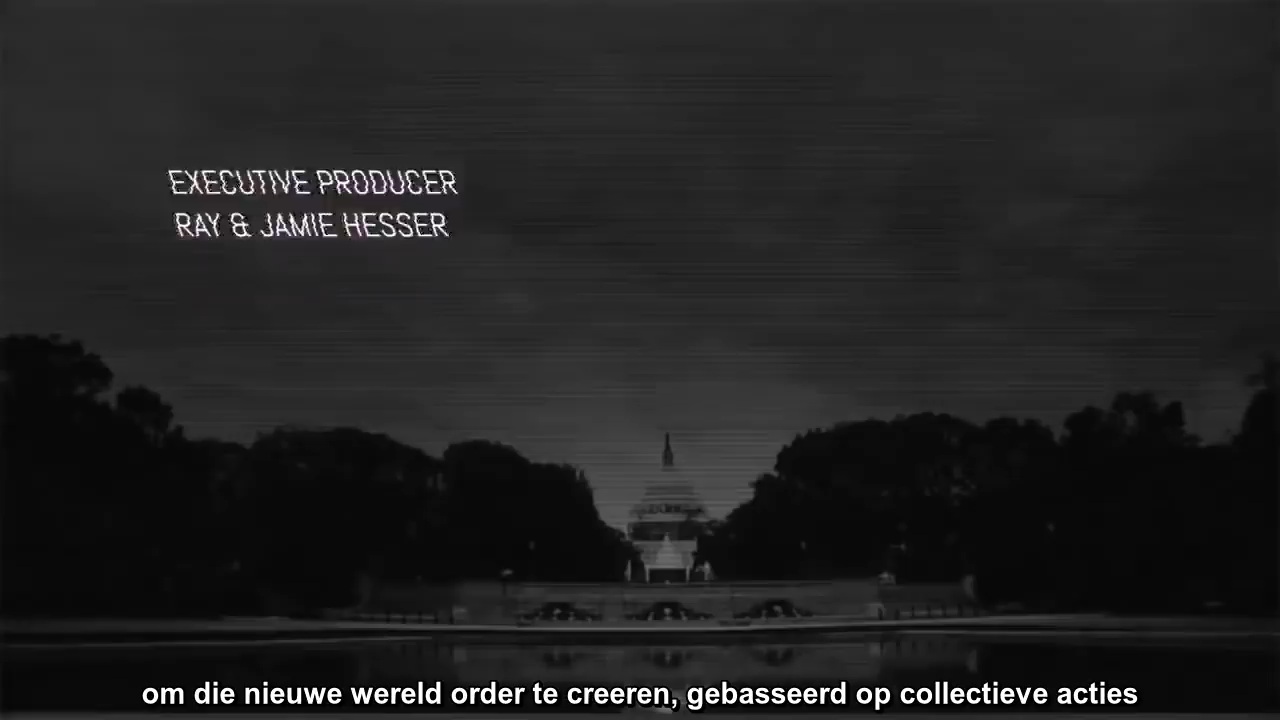 EXECUTIVE PRODUCER
RAY & JAMIE HESSER
om die nieuwe wereld order te creeren, gebasseerd op collectieve acties